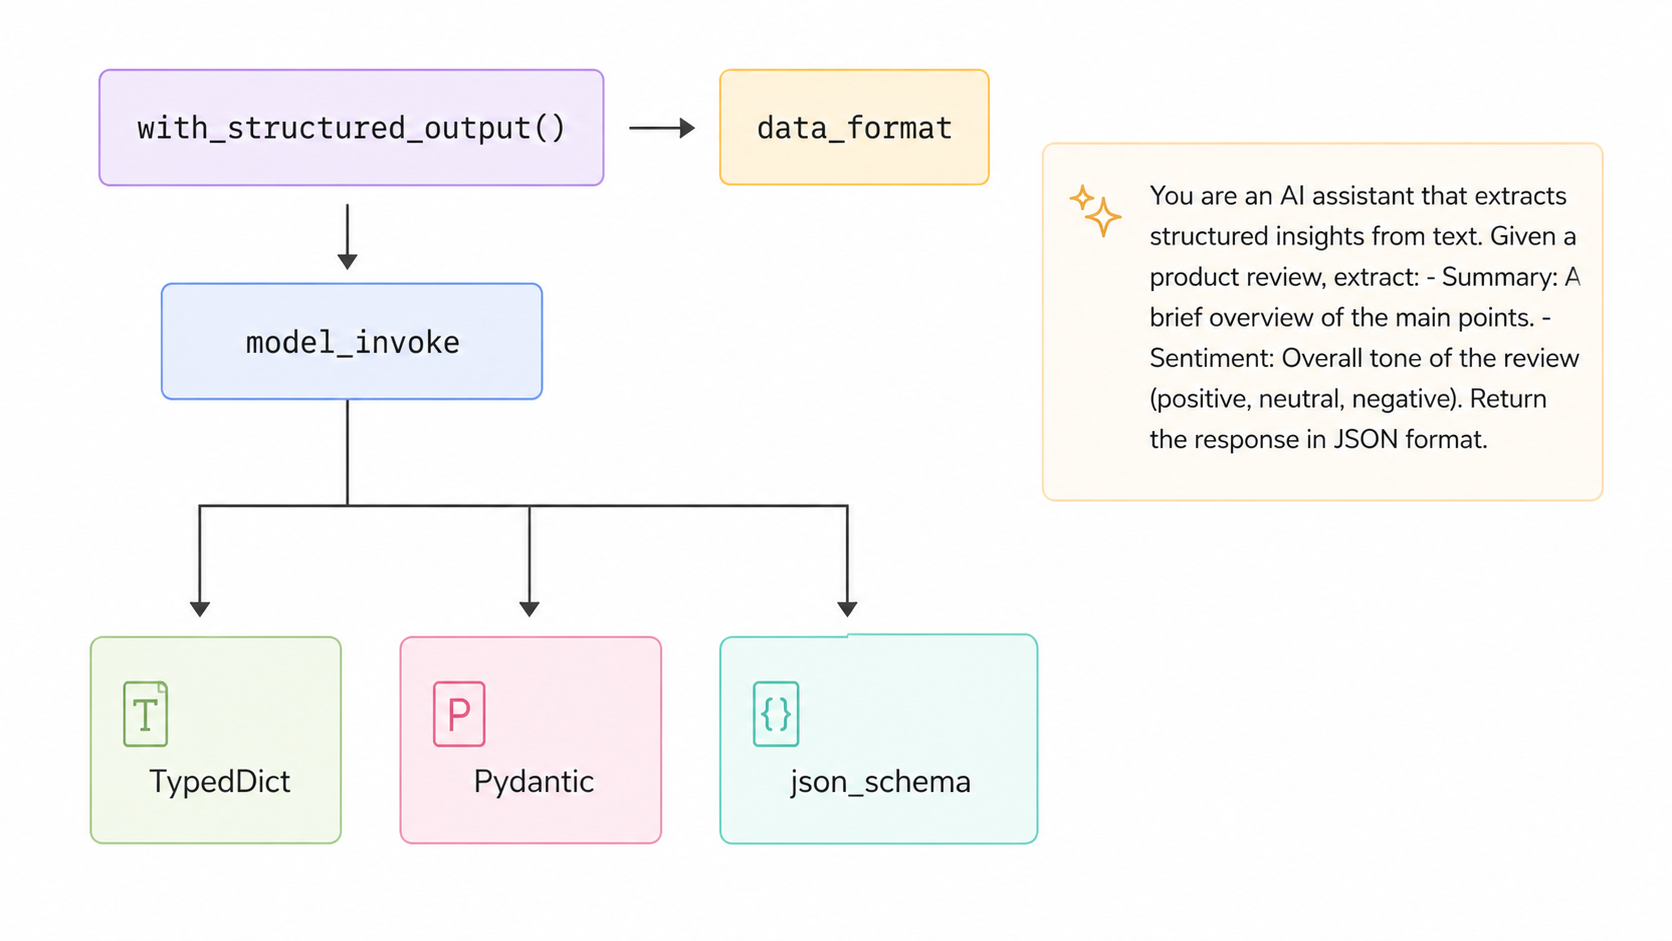 with_structured_output()
data_format
You are an AI assistant that extracts
structured insights from text. Given a
product review, extract: - Summary: A
brief overview of the main points. -
Sentiment: Overall tone of the review
(positive, neutral, negative). Return
the response in JSON format.
model_invoke
T
TypedDict
P
Pydantic
{}
json_schema